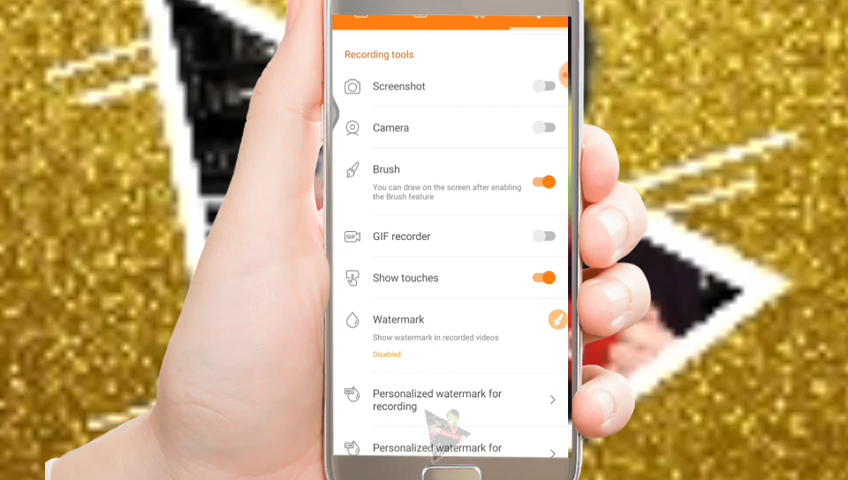 Recording tools
Screenshot
Camera
Brush
You can draw on the screen after enabling
the Brush feature
GIF recorder
Show touches
Watermark
Show watermark in recorded videos
Disabled
Personalized watermark for
recording
Personalized watermark for